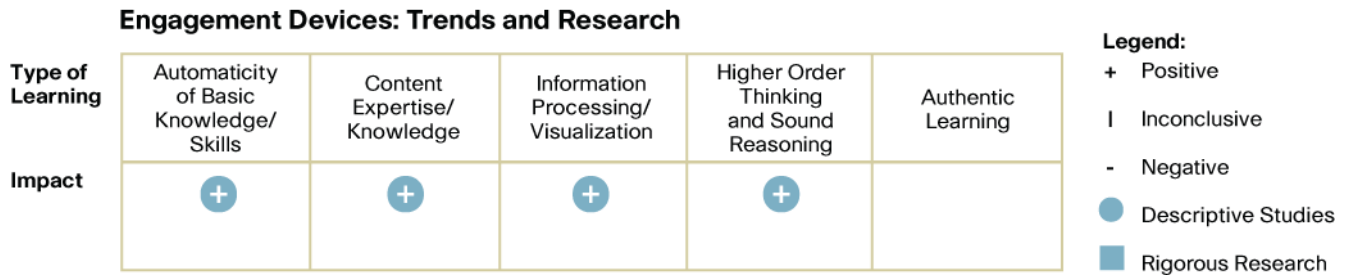 Engagement Devices: Trends and Research
Type of
Learning
Automaticity
of Basic
Knowledge/
Skills
Content
Expertise/
Knowledge
Information
Processing/
Visualization
Higher Order
Thinking
and Sound
Reasoning
Authentic
Learning
Impact
+
+
+
+
Legend:
+ Positive
I Inconclusive
- Negative
Descriptive Studies
Rigorous Research